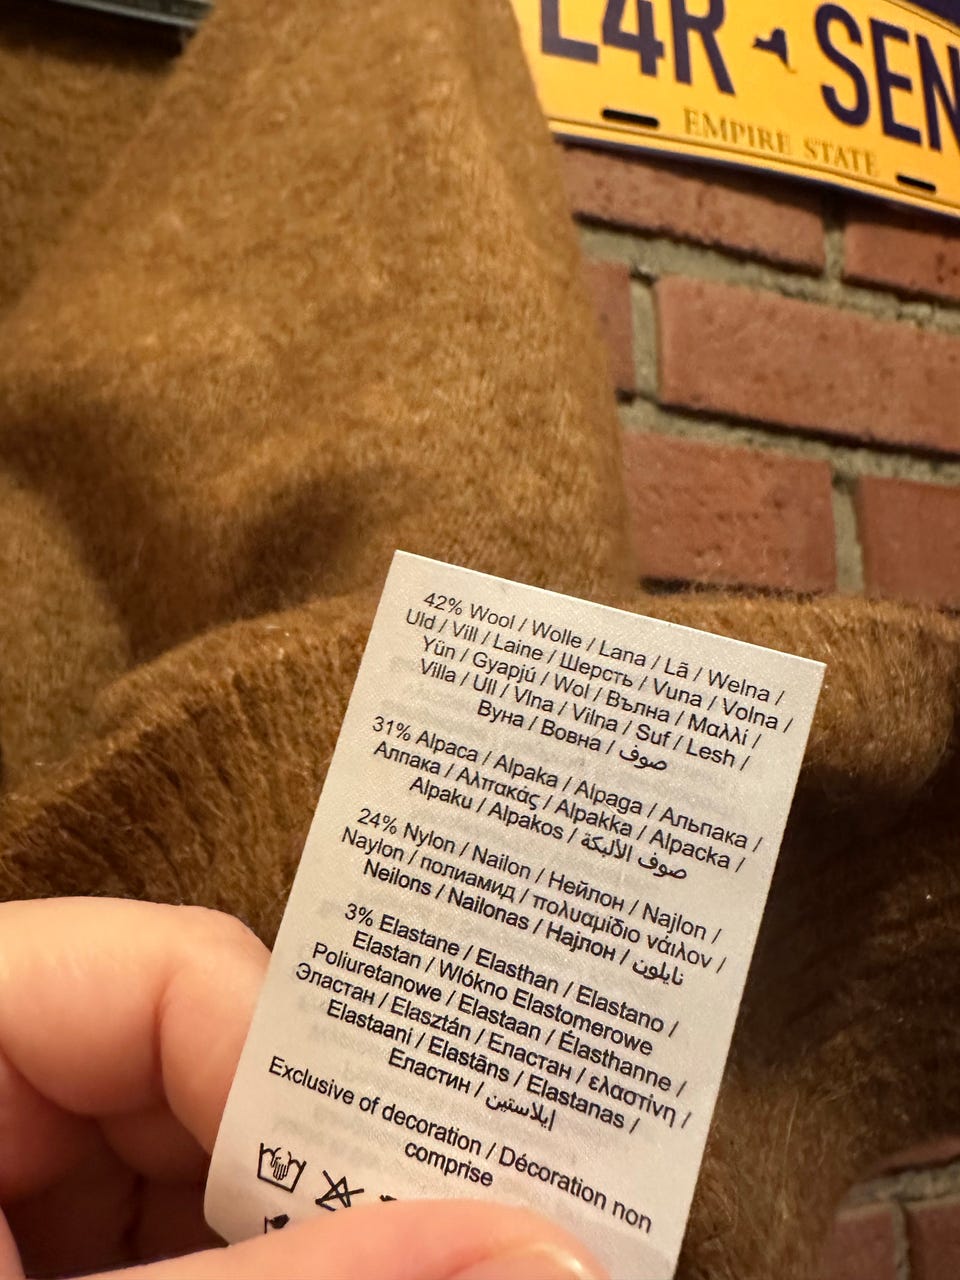 L4R SEN
EMPIRE STATE
42% Wool / Wolle / Lana / Lã / Wełna /
Uld / Vill / Laine / Шерсть / Vuna / Volna /
Yün / Gyapjú / Wol / Вълна / Μαλλί /
Villa / Ull / Vlna / Vilna / Suf / Lesh /
Вуна / Вовна / صوف
31% Alpaca / Alpaka / Alpaga / Альпака /
Алпака / Αλπακάς / Alpakka / Alpacka /
Alpaku / Alpakos / صوف الألبكة
24% Nylon / Nailon / Нейлон / Najlon /
Naylon / полиамид / πολυαμίδιο νάιλον /
Neilons / Nailonas / Најлон / نايلون
3% Elastane / Elasthan / Elastano /
Elastan / Włókno Elastomerowe
Poliuretanowe / Elastaan / Élasthanne /
Эластан / Elasztán / Еластан / ελαστίνη /
Elastaani / Elastāns / Elastanas /
Еластин / إيلاستين
Exclusive of decoration / Décoration non
comprise